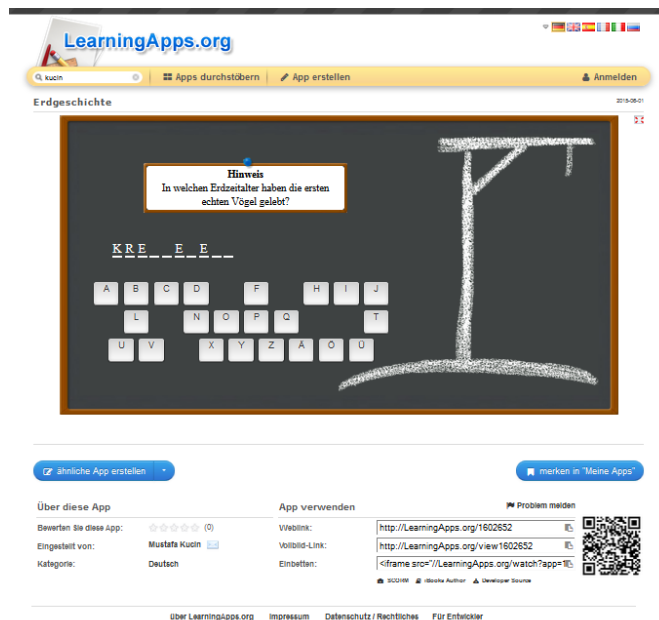 LearningApps.org
kucin
Apps durchstöbern
App erstellen
Anmelden
Erdgeschichte
2015-06-01
Hinweis
In welchen Erdzeitalter haben die ersten
echten Vögel gelebt?
K R E _ _ E _ E _ _
A B C D F H I J
L N O P Q T
U V X Y Z Ä Ö Ü
ähnliche App erstellen
merken in "Meine Apps"
Über diese App
App verwenden
Problem melden
Bewerten Sie diese App: (0)
Weblink: http://LearningApps.org/1602652
Eingestellt von: Mustafa Kucin
Vollbild-Link: http://LearningApps.org/view1602652
Kategorie: Deutsch
Einbetten: <iframe src="//LearningApps.org/watch?app=1
SCORM iBooks Author Developer Source
über LearningApps.org Impressum Datenschutz / Rechtliches Für Entwickler